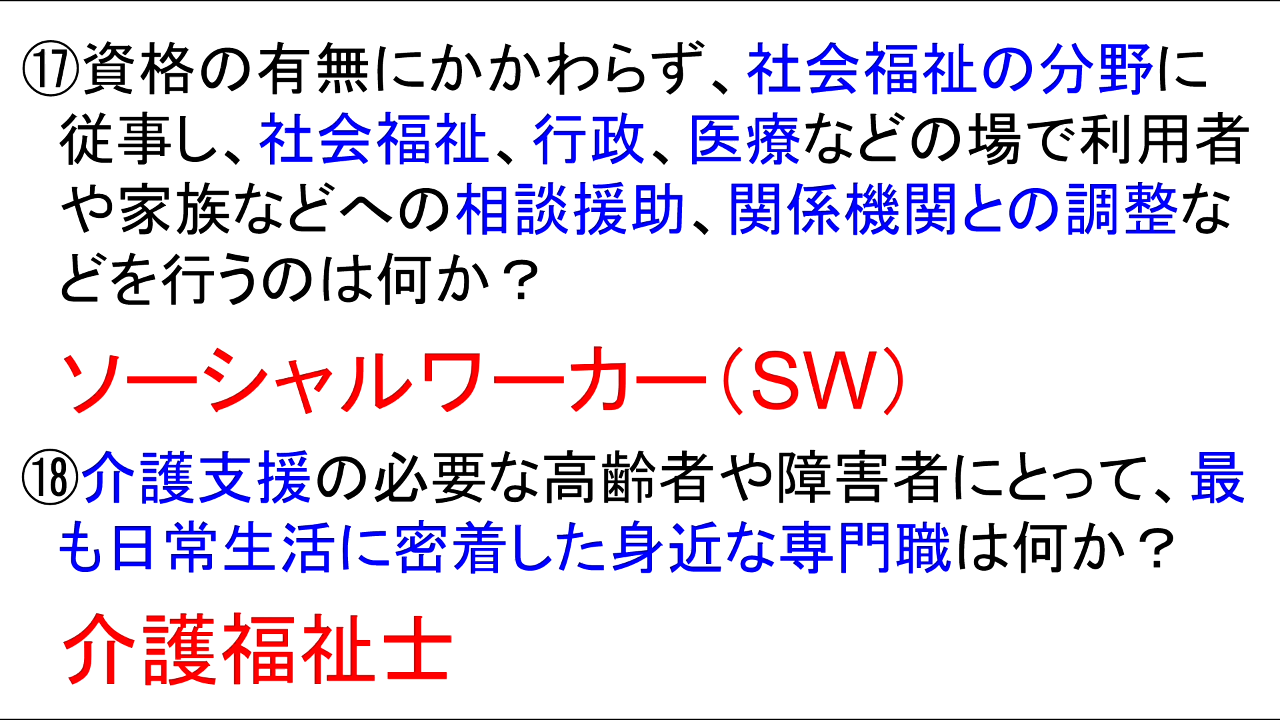 ⑰資格の有無にかかわらず、社会福祉の分野に
従事し、社会福祉、行政、医療などの場で利用者
や家族などへの相談援助、関係機関との調整な
どを行うのは何か？
ソーシャルワーカー（SW）
⑱介護支援の必要な高齢者や障害者にとって、最
も日常生活に密着した身近な専門職は何か？
介護福祉士